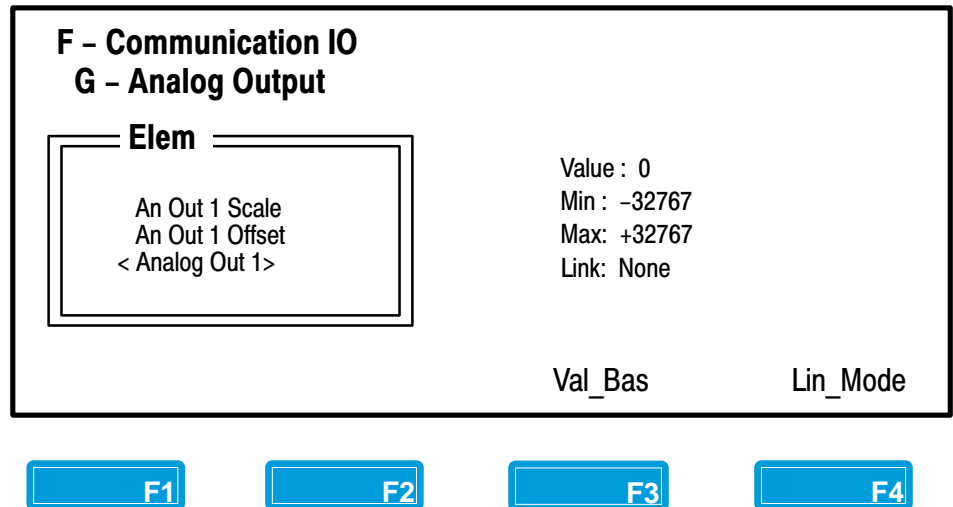 F – Communication IO
G – Analog Output
Elem
An Out 1 Scale
An Out 1 Offset
< Analog Out 1>
Value : 0
Min : –32767
Max: +32767
Link: None
Val_Bas Lin_Mode
F1 F2 F3 F4